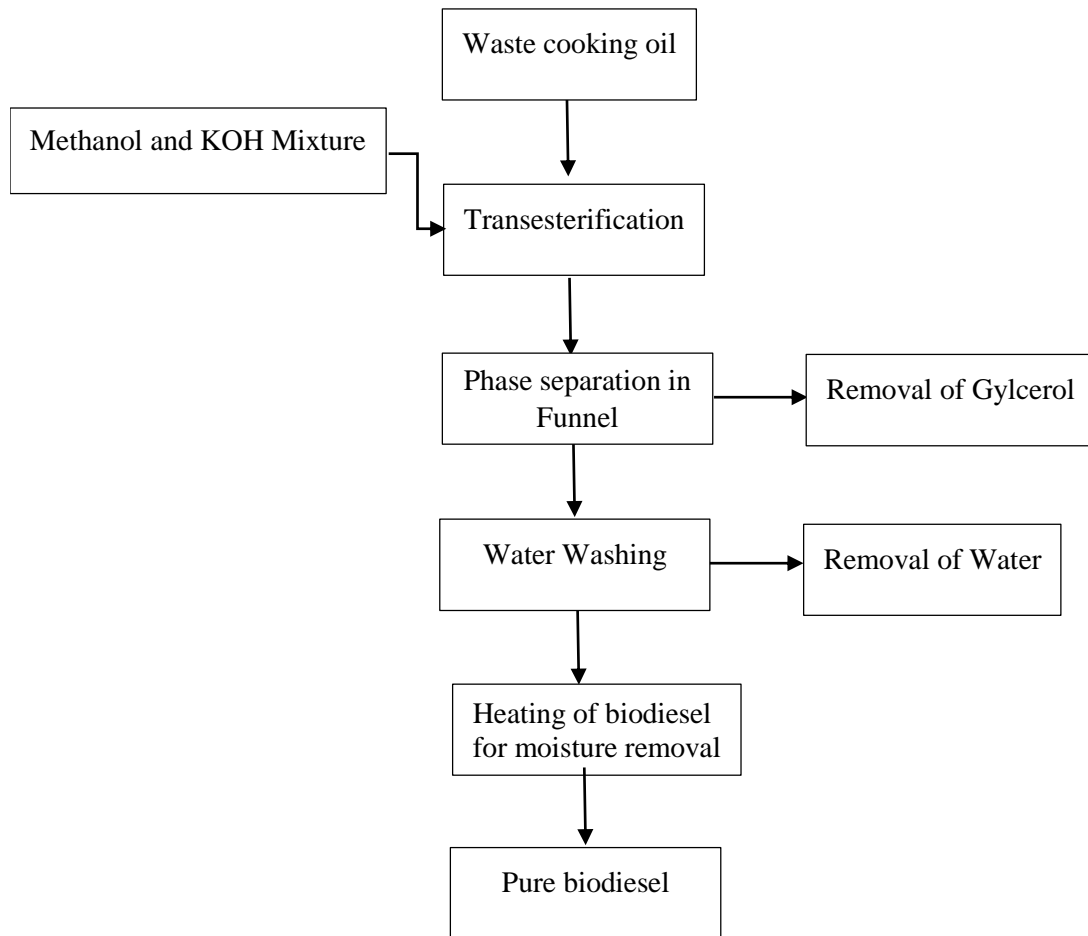 Waste cooking oil
Methanol and KOH Mixture
Transesterification
Phase separation in
Funnel
Removal of Gylcerol
Water Washing
Removal of Water
Heating of biodiesel
for moisture removal
Pure biodiesel